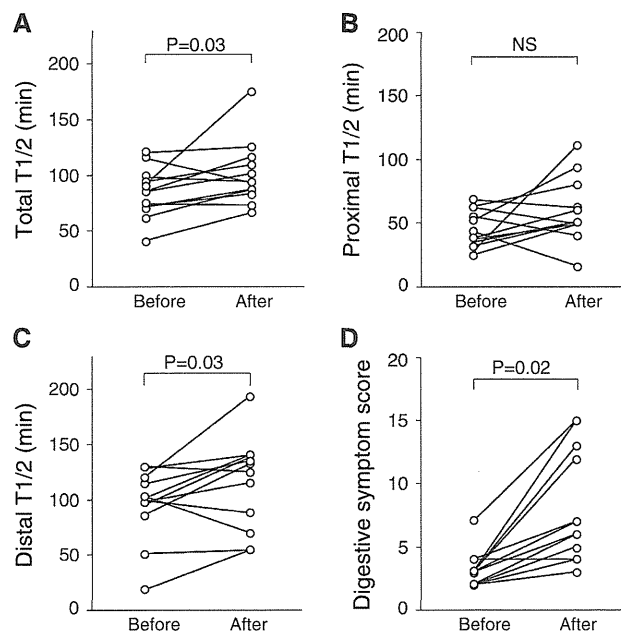 A
P=0.03
Total T1/2 (min)
200
150
100
50
0
Before After
B
NS
Proximal T1/2 (min)
200
150
100
50
0
Before After
C
P=0.03
Distal T1/2 (min)
200
150
100
50
0
Before After
D
P=0.02
Digestive symptom score
20
15
10
5
0
Before After